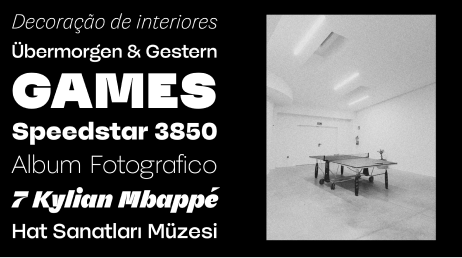 Decoração de interiores
Übermorgen & Gestern
GAMES
Speedstar 3850
Album Fotografico
7 Kylian Mbappé
Hat Sanatları Müzesi